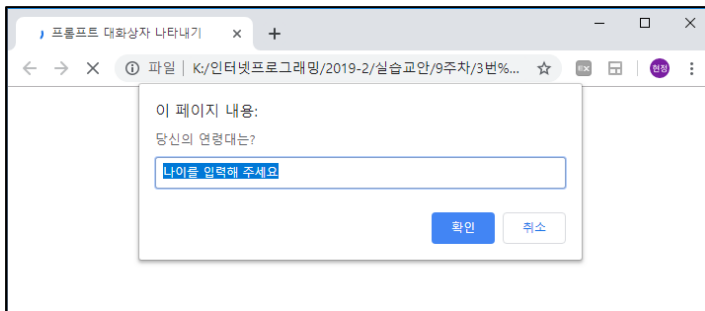 프롬프트 대화상자 나타내기
파일 | K:/인터넷프로그래밍/2019-2/실습교안/9주차/3번%...
EX
현정
이 페이지 내용:
당신의 연령대는?
나이를 입력해 주세요
확인
취소